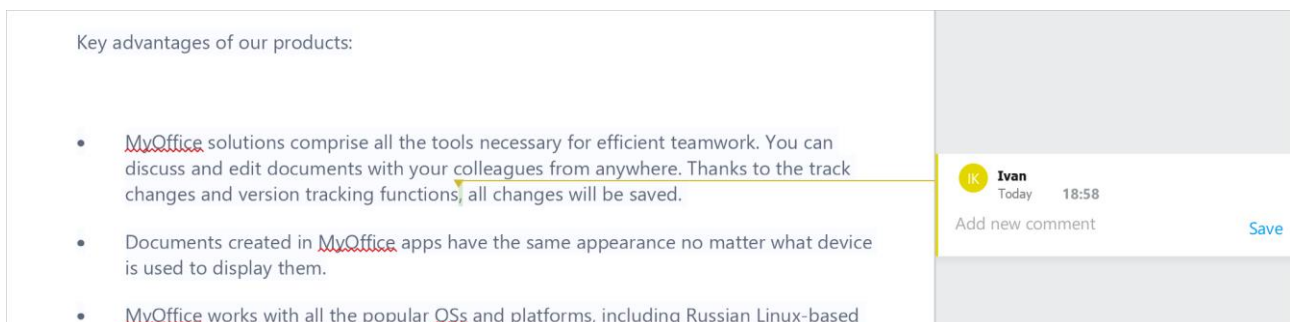 Key advantages of our products:
• MyOffice solutions comprise all the tools necessary for efficient teamwork. You can
discuss and edit documents with your colleagues from anywhere. Thanks to the track
changes and version tracking functions, all changes will be saved.
IK Ivan
Today 18:58
Add new comment
Save
• Documents created in MyOffice apps have the same appearance no matter what device
is used to display them.
• MyOffice works with all the popular OSs and platforms, including Russian Linux-based